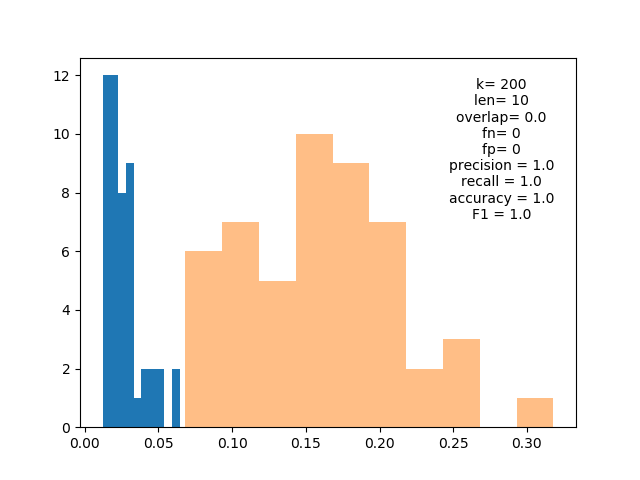 12
10
8
6
4
2
0
k= 200
len= 10
overlap= 0.0
fn= 0
fp= 0
precision = 1.0
recall = 1.0
accuracy = 1.0
F1 = 1.0
0.00 0.05 0.10 0.15 0.20 0.25 0.30